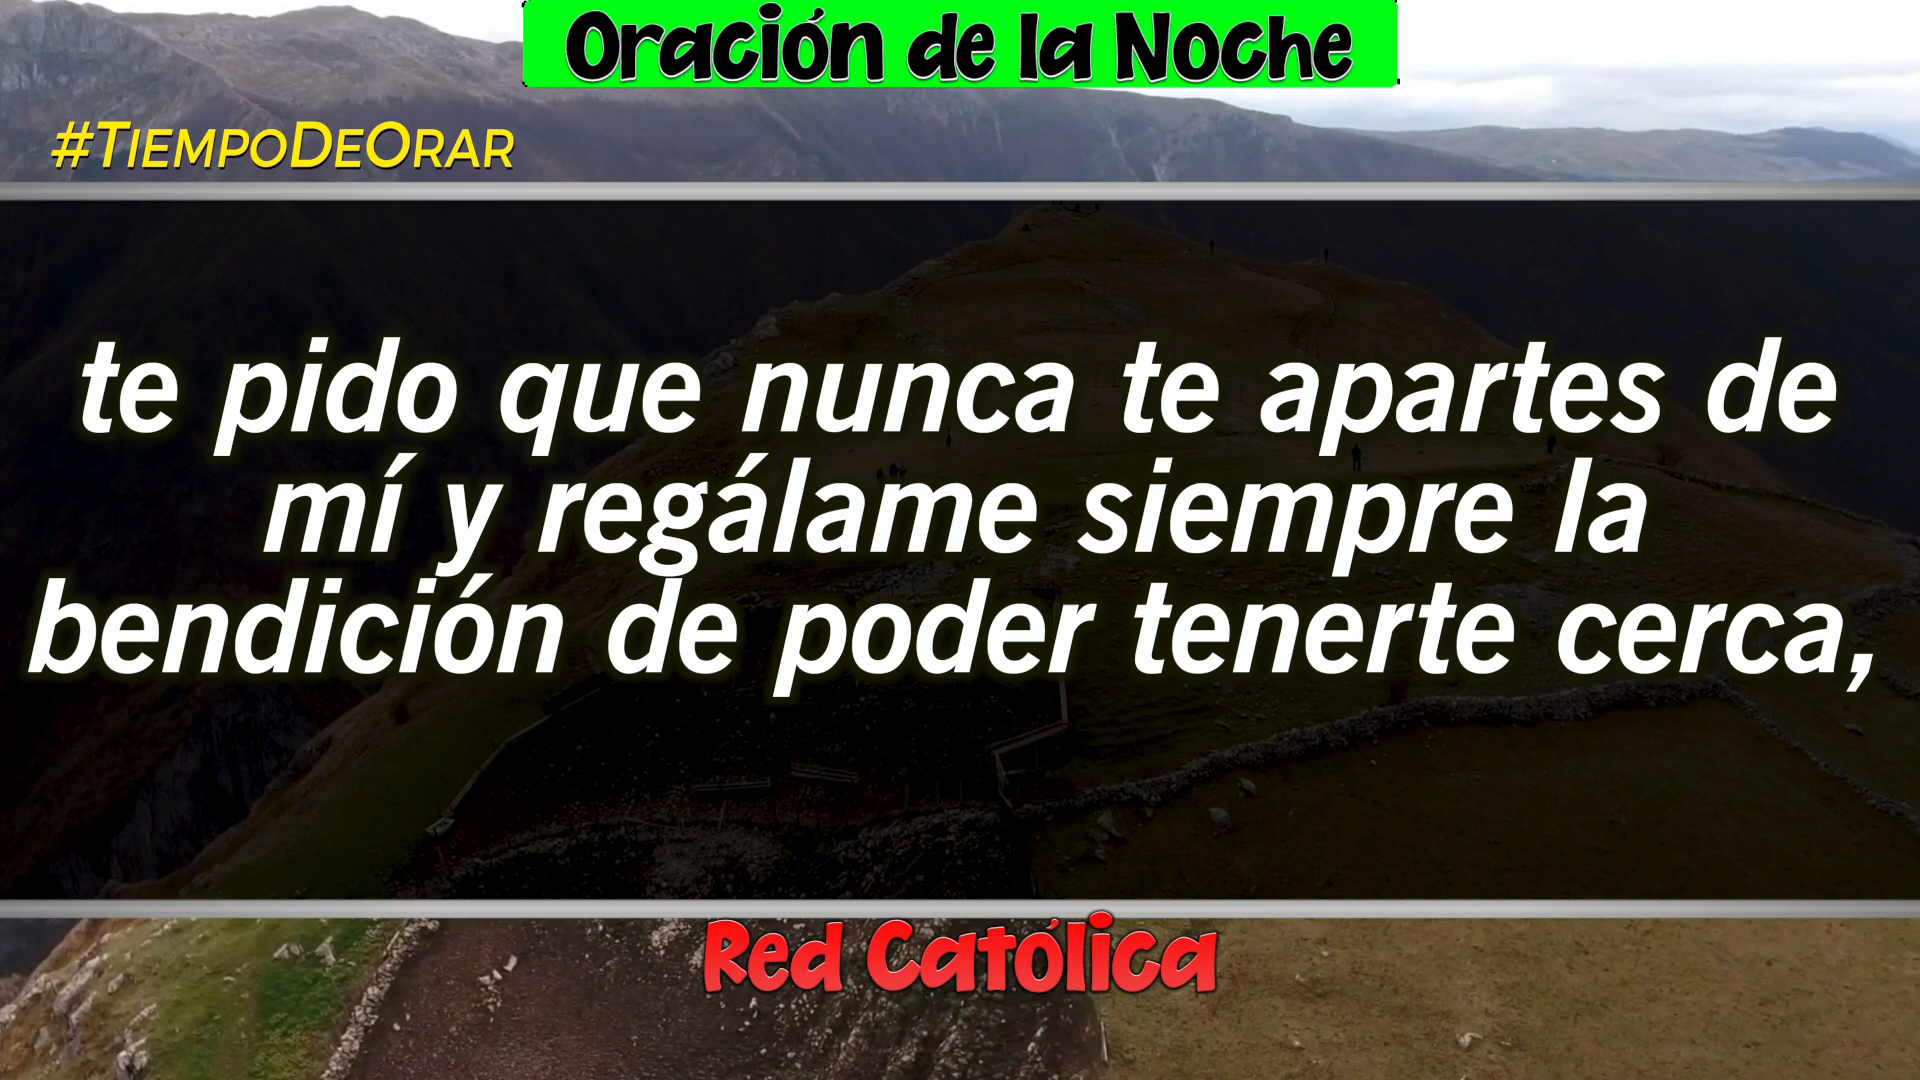 Oración de la Noche
#TiempoDeOrar
te pido que nunca te apartes de
mí y regálame siempre la
bendición de poder tenerte cerca,
Red Católica